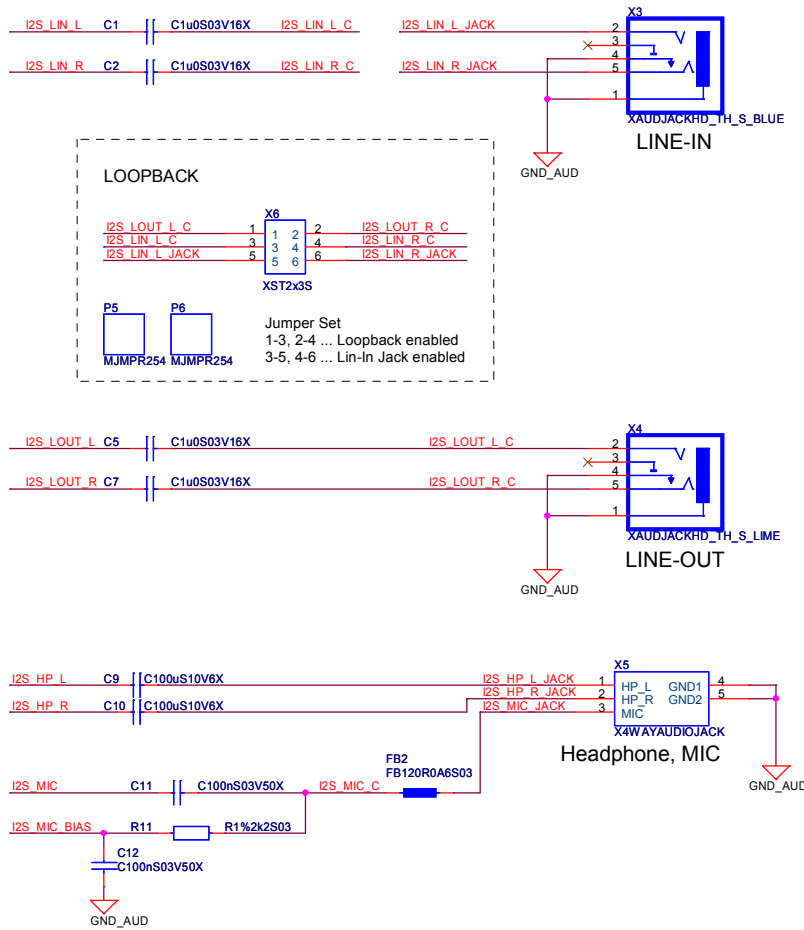 X3
I2S_LIN_L C1 C1u0S03V16X I2S_LIN_L_C I2S_LIN_L_JACK 2
3
4
I2S_LIN_R C2 C1u0S03V16X I2S_LIN_R_C I2S_LIN_R_JACK 5
1
XAUDJACKHD_TH_S_BLUE
LINE-IN
GND_AUD
LOOPBACK
X6
I2S_LOUT_L_C 1 1 2 2 I2S_LOUT_R_C
I2S_LIN_L_C 3 3 4 4 I2S_LIN_R_C
I2S_LIN_L_JACK 5 5 6 6 I2S_LIN_R_JACK
XST2x3S
P5 P6
MJMPR254 MJMPR254
Jumper Set
1-3, 2-4 ... Loopback enabled
3-5, 4-6 ... Lin-In Jack enabled
X4
I2S_LOUT_L C5 C1u0S03V16X I2S_LOUT_L_C 2
3
4
I2S_LOUT_R C7 C1u0S03V16X I2S_LOUT_R_C 5
1
XAUDJACKHD_TH_S_LIME
LINE-OUT
GND_AUD
X5
I2S_HP_L C9 C100uS10V6X I2S_HP_L_JACK 1 HP_L GND1 4
I2S_HP_R C10 C100uS10V6X I2S_HP_R_JACK 2 HP_R GND2 5
I2S_MIC_JACK 3 MIC
X4WAYAUDIOJACK
Headphone, MIC
FB2
FB120R0A6S03
GND_AUD
I2S_MIC C11 C100nS03V50X I2S_MIC_C
I2S_MIC_BIAS R11 R1%2k2S03
C12
C100nS03V50X
GND_AUD